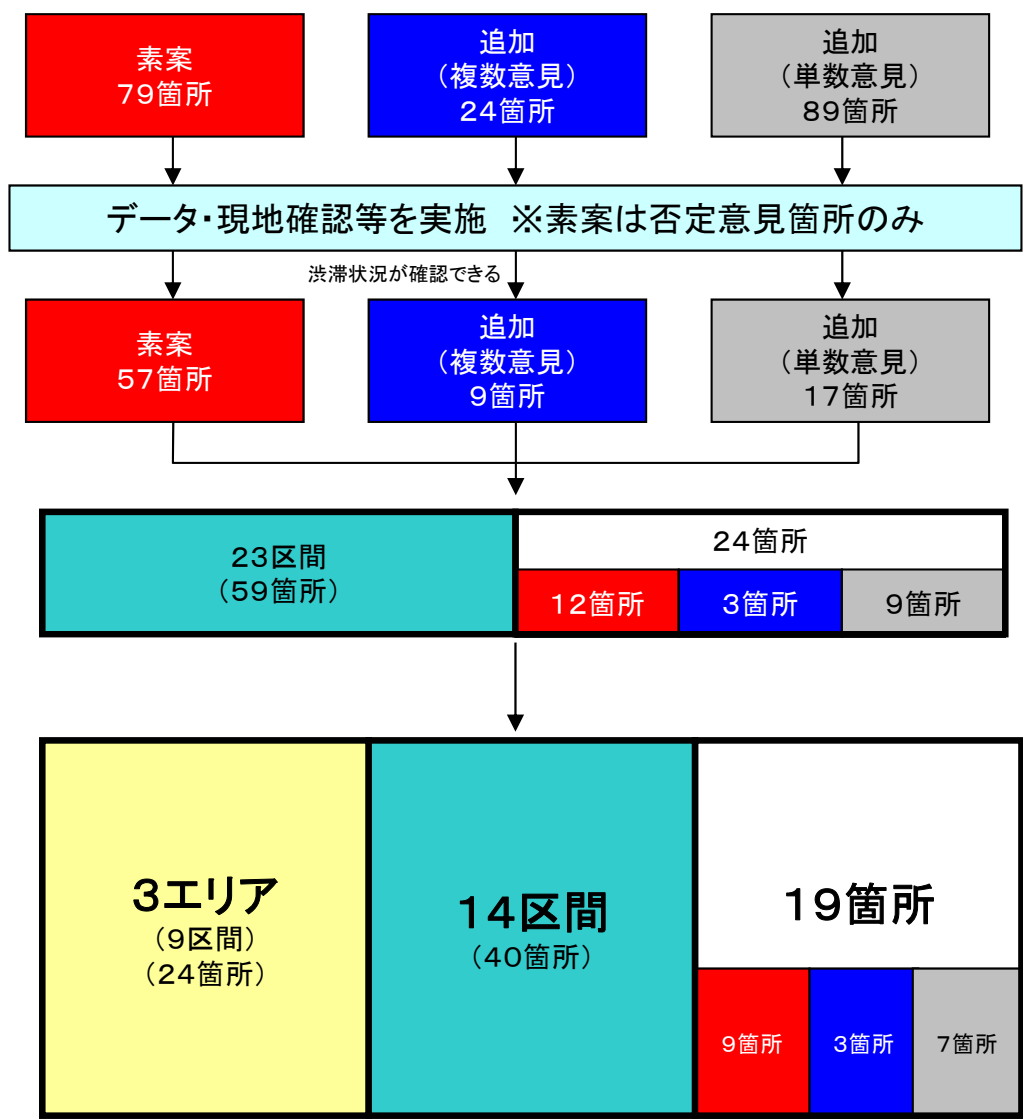 素案
79箇所
追加
（複数意見）
24箇所
追加
（単数意見）
89箇所
データ・現地確認等を実施 ※素案は否定意見箇所のみ
渋滞状況が確認できる
素案
57箇所
追加
（複数意見）
9箇所
追加
（単数意見）
17箇所
23区間
（59箇所）
24箇所
12箇所
3箇所
9箇所
3エリア
（9区間）
（24箇所）
14区間
（40箇所）
19箇所
9箇所
3箇所
7箇所